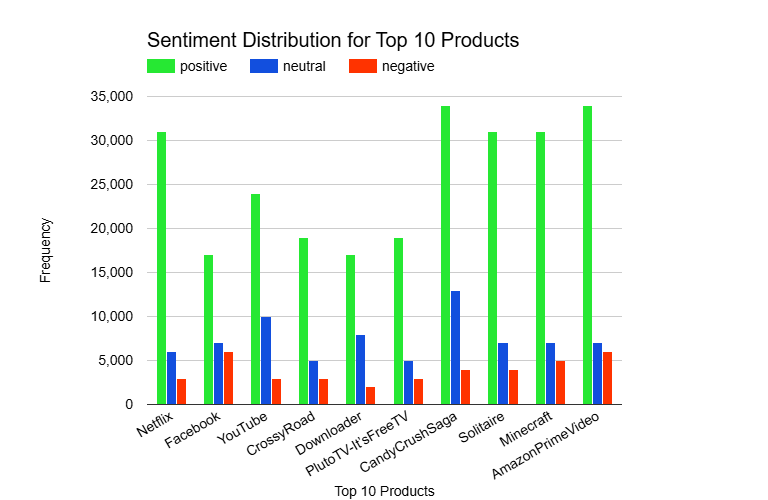 Sentiment Distribution for Top 10 Products
positive neutral negative
35,000
30,000
25,000
20,000
15,000
10,000
5,000
0
Frequency
Netflix
Facebook
YouTube
CrossyRoad
Downloader
PlutoTV-It'sFreeTV
CandyCrushSaga
Solitaire
Minecraft
AmazonPrimeVideo
Top 10 Products